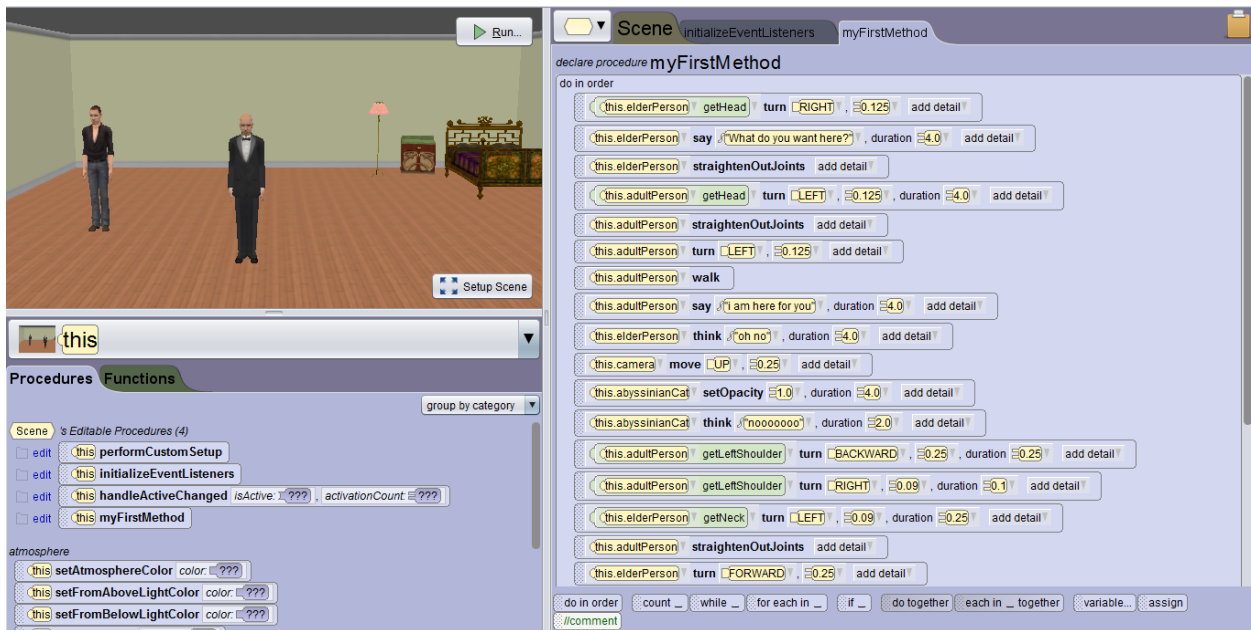 Run...
Setup Scene
this
Procedures Functions
group by category
Scene 's Editable Procedures (4)
edit this performCustomSetup
edit this initializeEventListeners
edit this handleActiveChanged isActive: ??? , activationCount: ???
edit this myFirstMethod
atmosphere
this setAtmosphereColor color: ???
this setFromAboveLightColor color: ???
this setFromBelowLightColor color: ???
Scene initializeEventListeners myFirstMethod
declare procedure myFirstMethod
do in order
this.elderPerson getHead turn RIGHT , 0.125 add detail
this.elderPerson say "What do you want here?" , duration 4.0 add detail
this.elderPerson straightenOutJoints add detail
this.adultPerson getHead turn LEFT , 0.125 , duration 4.0 add detail
this.adultPerson straightenOutJoints add detail
this.adultPerson turn LEFT , 0.125 add detail
this.adultPerson walk
this.adultPerson say "i am here for you" , duration 4.0 add detail
this.elderPerson think "oh no" , duration 4.0 add detail
this.camera move UP , 0.25 add detail
this.abyssinianCat setOpacity 1.0 , duration 4.0 add detail
this.abyssinianCat think "nooooooo" , duration 2.0 add detail
this.adultPerson getLeftShoulder turn BACKWARD , 0.25 , duration 0.25 add detail
this.adultPerson getLeftShoulder turn RIGHT , 0.09 , duration 0.1 add detail
this.elderPerson getNeck turn LEFT , 0.09 , duration 0.25 add detail
this.adultPerson straightenOutJoints add detail
this.elderPerson turn FORWARD , 0.25 add detail
do in order count _ while _ for each in _ if _ do together each in _ together variable... assign
//comment